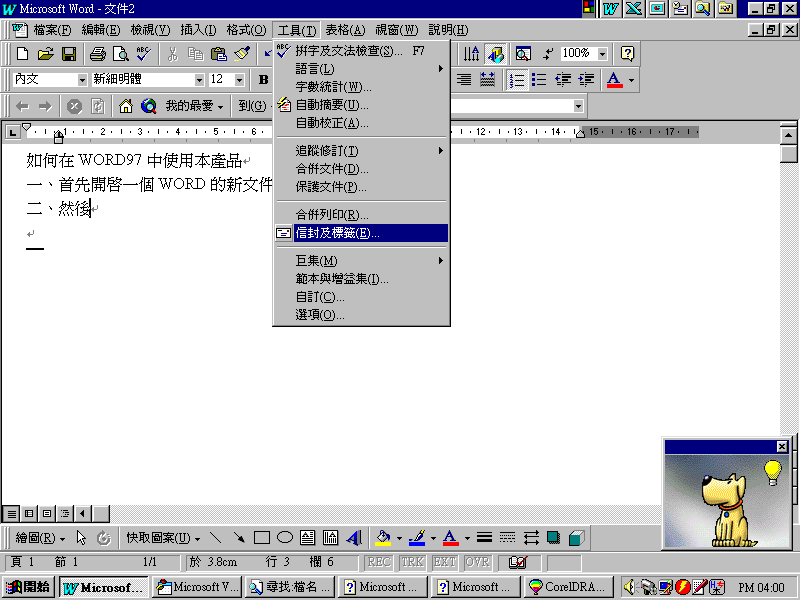 Microsoft Word - 文件2
檔案(F) 編輯(E) 檢視(V) 插入(I) 格式(O) 工具(T) 表格(A) 視窗(W) 說明(H)
100%
內文 新細明體 12 B
我的最愛 到(G)
1 2 3 4 5 6 12 13 14 15 16 17
拼字及文法檢查(S)... F7
語言(L)
字數統計(W)...
自動摘要(U)...
自動校正(A)...
追蹤修訂(T)
合併文件(D)...
保護文件(P)...
合併列印(R)...
信封及標籤(E)...
巨集(M)
範本與增益集(I)...
自訂(C)...
選項(O)...
如何在 WORD97 中使用本產品
一、首先開啓一個 WORD 的新文件
二、然後
繪圖(R) 快取圖案(U)
頁 1 節 1 1/1 於 3.8cm 行 3 欄 6 REC TRK EXT OVR
開始 Microsof... Microsoft V... 尋找:檔名 ... Microsoft ... Microsoft ... CorelDRA... PM 04:00